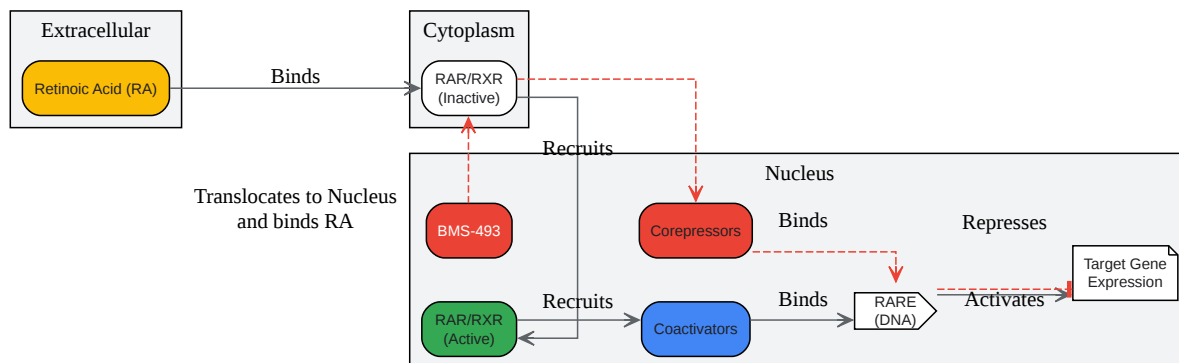 Extracellular
Cytoplasm
Retinoic Acid (RA)
Binds
RAR/RXR
(Inactive)
Recruits
Translocates to Nucleus
and binds RA
Nucleus
BMS-493
Corepressors
Binds
Represses
Target Gene
Expression
RAR/RXR
(Active)
Recruits
Coactivators
Binds
RARE
(DNA)
Activates